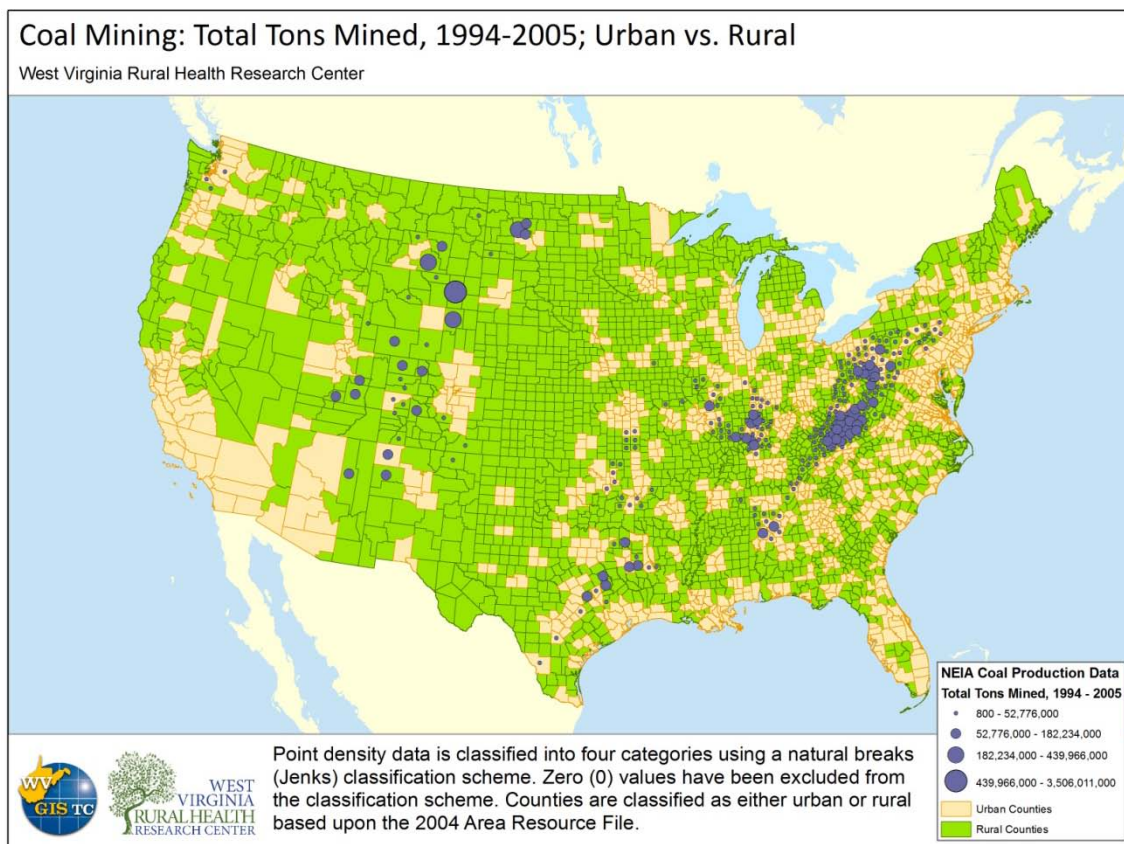 Coal Mining: Total Tons Mined, 1994-2005; Urban vs. Rural
West Virginia Rural Health Research Center
NEIA Coal Production Data
Total Tons Mined, 1994 - 2005
800 - 52,776,000
52,776,000 - 182,234,000
182,234,000 - 439,966,000
439,966,000 - 3,506,011,000
Urban Counties
Rural Counties
WV
GIS TC
WEST
VIRGINIA
RURAL HEALTH
RESEARCH CENTER
Point density data is classified into four categories using a natural breaks
(Jenks) classification scheme. Zero (0) values have been excluded from
the classification scheme. Counties are classified as either urban or rural
based upon the 2004 Area Resource File.